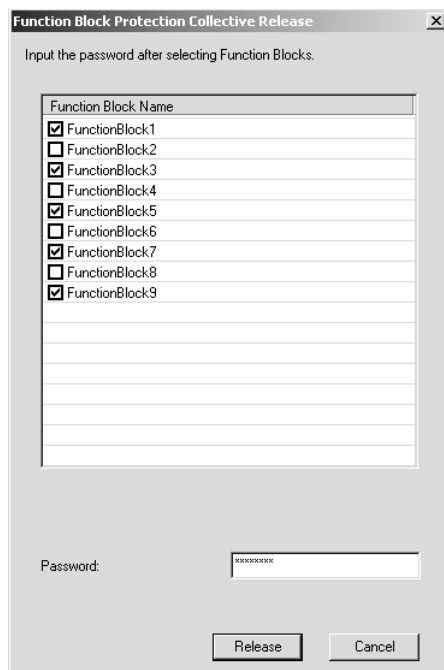 Function Block Protection Collective Release
Input the password after selecting Function Blocks.
Function Block Name
FunctionBlock1
FunctionBlock2
FunctionBlock3
FunctionBlock4
FunctionBlock5
FunctionBlock6
FunctionBlock7
FunctionBlock8
FunctionBlock9
Password: ********
Release Cancel